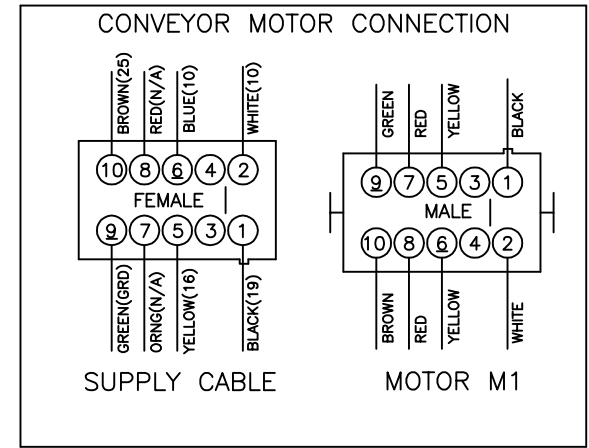 CONVEYOR MOTOR CONNECTION
BROWN(25)
RED(N/A)
BLUE(10)
WHITE(10)
10 8 6 4 2
FEMALE
9 7 5 3 1
GREEN(GRD)
ORNG(N/A)
YELLOW(16)
BLACK(19)
SUPPLY CABLE
GREEN
RED
YELLOW
BLACK
9 7 5 3 1
MALE
10 8 6 4 2
BROWN
RED
YELLOW
WHITE
MOTOR M1